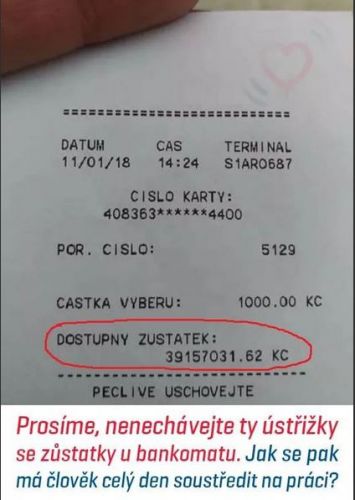 ==============================
DATUM CAS TERMINAL
11/01/18 14:24 S1AR0687
CISLO KARTY:
408363******4400
POR. CISLO: 5129
CASTKA VYBERU: 1000.00 KC
DOSTUPNY ZUSTATEK:
39157031.62 KC
------------------------------
PECLIVE USCHOVEJTE
Prosíme, nenechávejte ty ústřižky
se zůstatky u bankomatu. Jak se pak
má člověk celý den soustředit na práci?